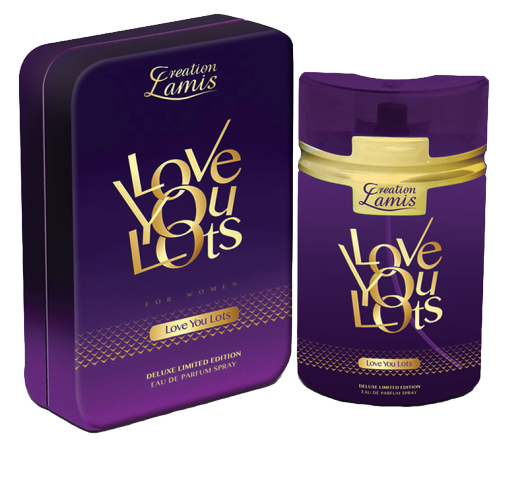 Creation
Lamis
Love
You
Lots
FOR WOMEN
Love You Lots
DELUXE LIMITED EDITION
EAU DE PARFUM SPRAY
Creation
Lamis
Love
You
Lots
Love You Lots
DELUXE LIMITED EDITION
EAU DE PARFUM SPRAY